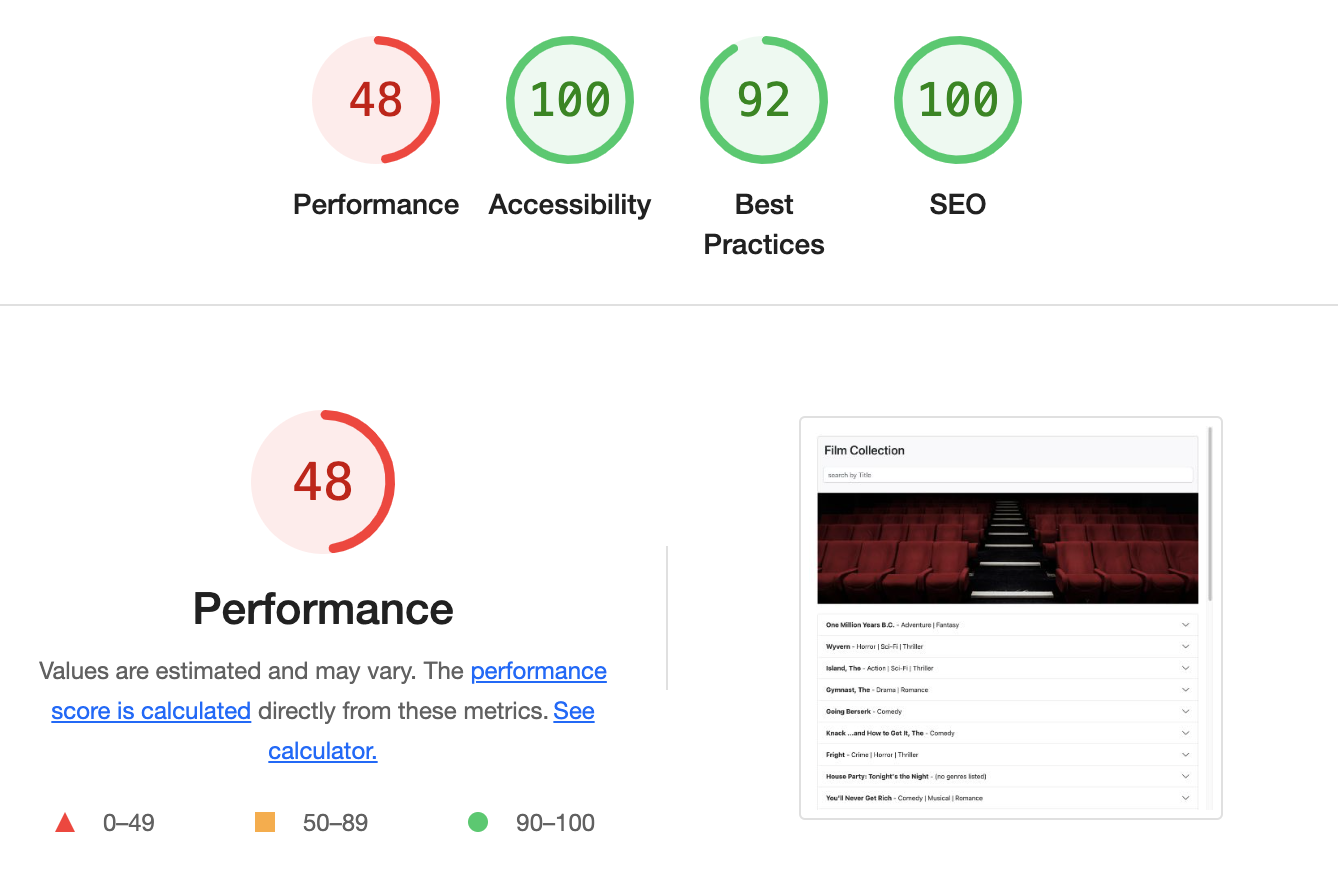 48
100
92
100
Performance
Accessibility
Best
Practices
SEO
48
Performance
Values are estimated and may vary. The performance
score is calculated directly from these metrics. See
calculator.
0–49
50–89
90–100
Film Collection
search by Title
One Million Years B.C. - Adventure | Fantasy
Wyvern - Horror | Sci-Fi | Thriller
Island, The - Action | Sci-Fi | Thriller
Gymnast, The - Drama | Romance
Going Berserk - Comedy
Knack ...and How to Get It, The - Comedy
Fright - Crime | Horror | Thriller
House Party: Tonight's the Night - (no genres listed)
You'll Never Get Rich - Comedy | Musical | Romance